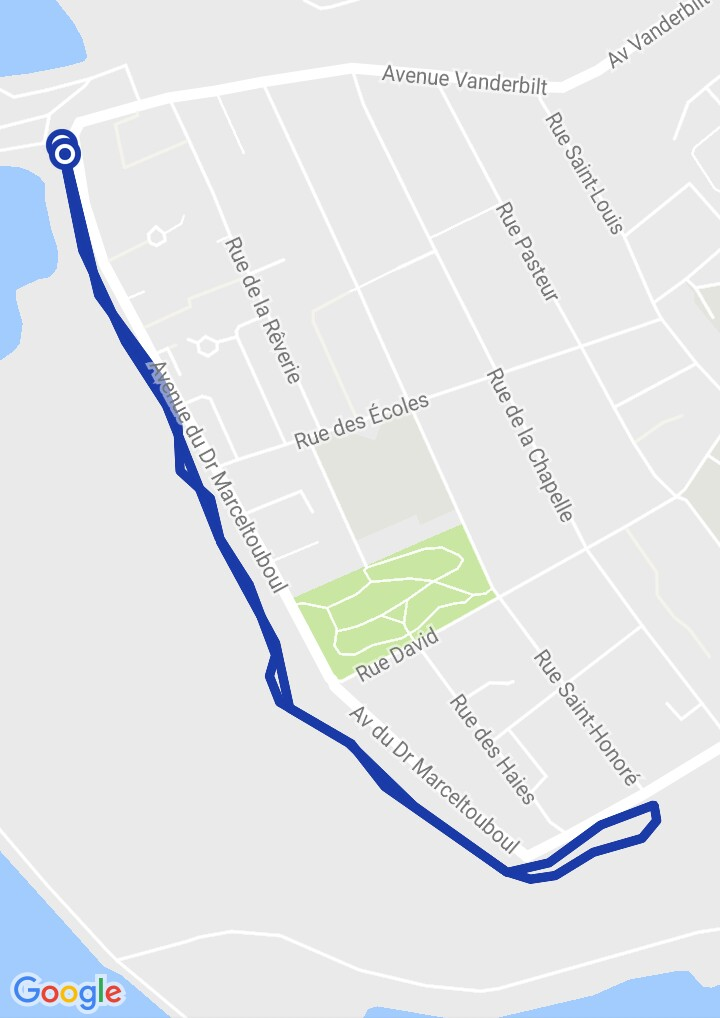 Av Vanderbilt
Avenue Vanderbilt
Rue Saint-Louis
Rue Pasteur
Rue de la Rêverie
Avenue du Dr Marceltouboul
Rue des Écoles
Rue de la Chapelle
Rue David
Rue Saint-Honoré
Av du Dr Marceltouboul
Rue des Haies
Google